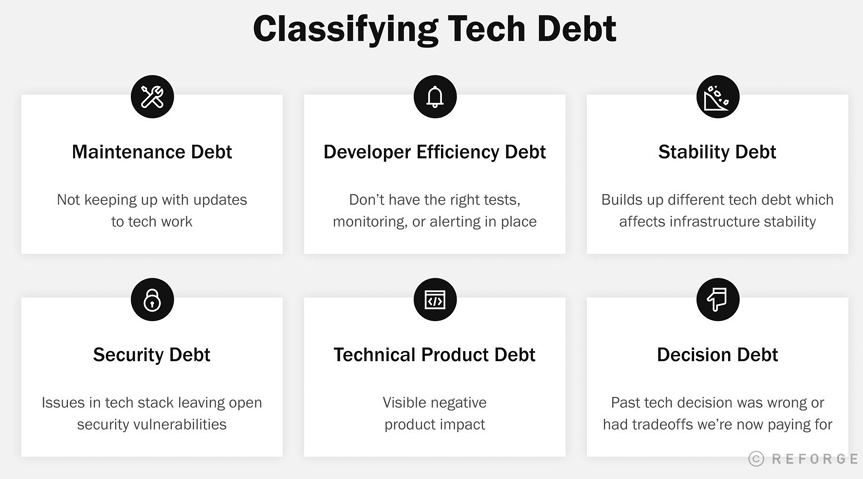 Classifying Tech Debt
Maintenance Debt
Not keeping up with updates
to tech work
Developer Efficiency Debt
Don’t have the right tests,
monitoring, or alerting in place
Stability Debt
Builds up different tech debt which
affects infrastructure stability
Security Debt
Issues in tech stack leaving open
security vulnerabilities
Technical Product Debt
</>
Visible negative
product impact
Decision Debt
Past tech decision was wrong or
had tradeoffs we’re now paying for
© REFORGE